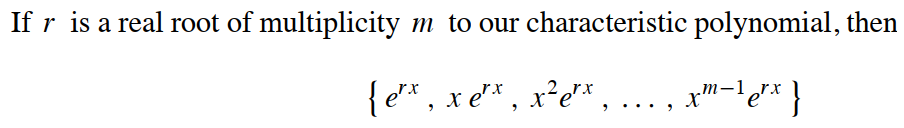 If r is a real root of multiplicity m to our characteristic polynomial, then
{ e^{rx} , x e^{rx} , x^2 e^{rx} , … , x^{m−1} e^{rx} }